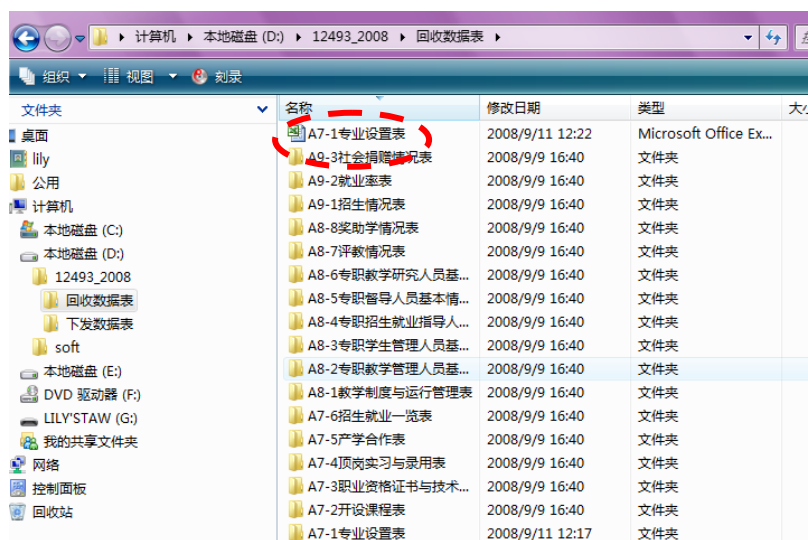 计算机 本地磁盘 (D:) 12493_2008 回收数据表
组织 视图 刻录
文件夹 名称 修改日期 类型
桌面
lily
公用
计算机
本地磁盘 (C:)
本地磁盘 (D:)
12493_2008
回收数据表
下发数据表
soft
本地磁盘 (E:)
DVD 驱动器 (F:)
LILY'STAW (G:)
我的共享文件夹
网络
控制面板
回收站
A7-1专业设置表 2008/9/11 12:22 Microsoft Office Ex...
A9-3社会捐赠情况表 2008/9/9 16:40 文件夹
A9-2就业率表 2008/9/9 16:40 文件夹
A9-1招生情况表 2008/9/9 16:40 文件夹
A8-8奖助学情况表 2008/9/9 16:40 文件夹
A8-7评教情况表 2008/9/9 16:40 文件夹
A8-6专职教学研究人员基... 2008/9/9 16:40 文件夹
A8-5专职督导人员基本情... 2008/9/9 16:40 文件夹
A8-4专职招生就业指导人... 2008/9/9 16:40 文件夹
A8-3专职学生管理人员基... 2008/9/9 16:40 文件夹
A8-2专职教学管理人员基... 2008/9/9 16:40 文件夹
A8-1教学制度与运行管理表 2008/9/9 16:40 文件夹
A7-6招生就业一览表 2008/9/9 16:40 文件夹
A7-5产学合作表 2008/9/9 16:40 文件夹
A7-4顶岗实习与录用表 2008/9/9 16:40 文件夹
A7-3职业资格证书与技术... 2008/9/9 16:40 文件夹
A7-2开设课程表 2008/9/9 16:40 文件夹
A7-1专业设置表 2008/9/11 12:17 文件夹